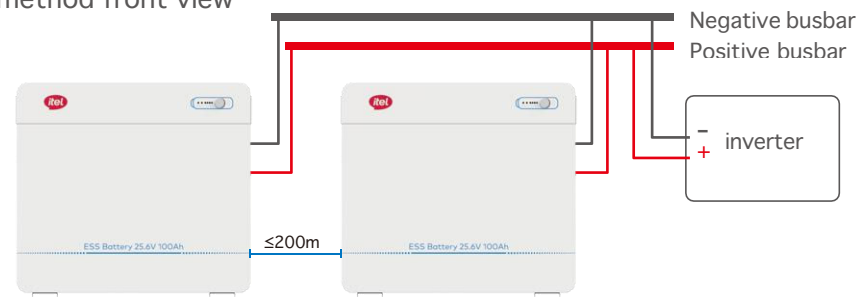 method front view
Negative busbar
Positive busbar
itel
itel
−
+
inverter
ESS Battery 25.6V 100Ah
≤200m
ESS Battery 25.6V 100Ah